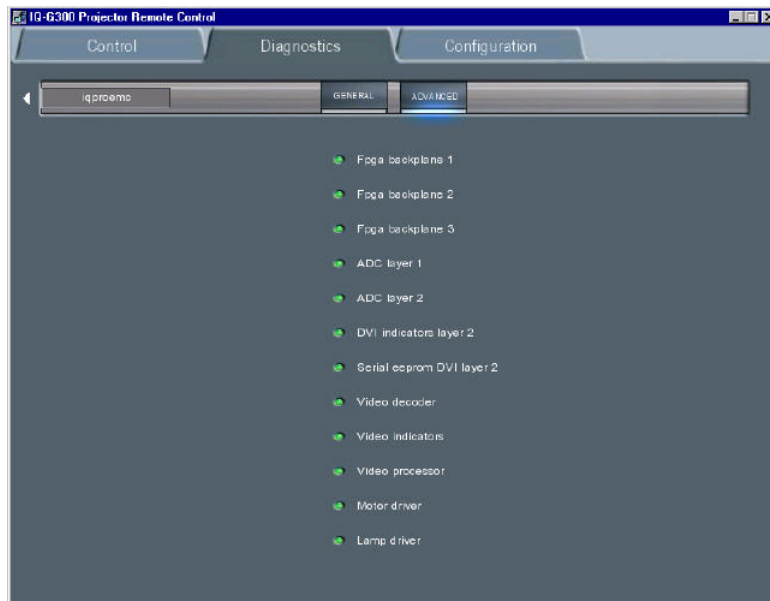 IQ-G300 Projector Remote Control
Control Diagnostics Configuration
iqproemo GENERAL ADVANCED
Fpga backplane 1
Fpga backplane 2
Fpga backplane 3
ADC layer 1
ADC layer 2
DVI indicators layer 2
Serial eeprom DVI layer 2
Video decoder
Video indicators
Video processor
Motor driver
Lamp driver